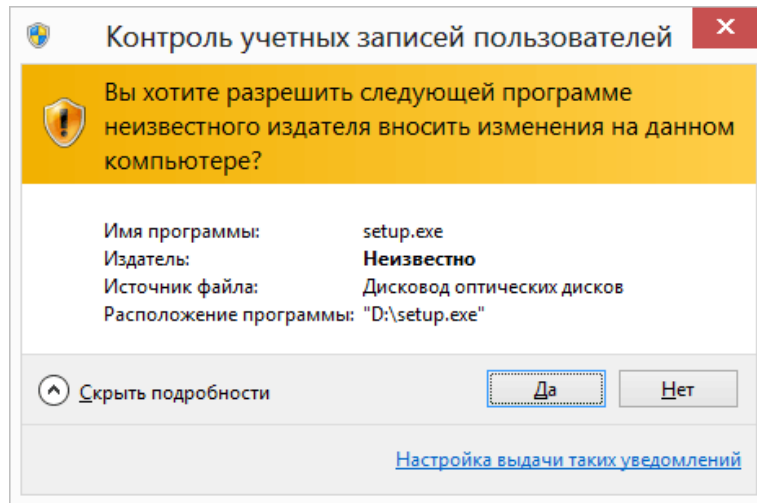 Контроль учетных записей пользователей
Вы хотите разрешить следующей программе
неизвестного издателя вносить изменения на данном
компьютере?
Имя программы: setup.exe
Издатель: Неизвестно
Источник файла: Дисковод оптических дисков
Расположение программы: "D:\setup.exe"
Скрыть подробности Да Нет
Настройка выдачи таких уведомлений